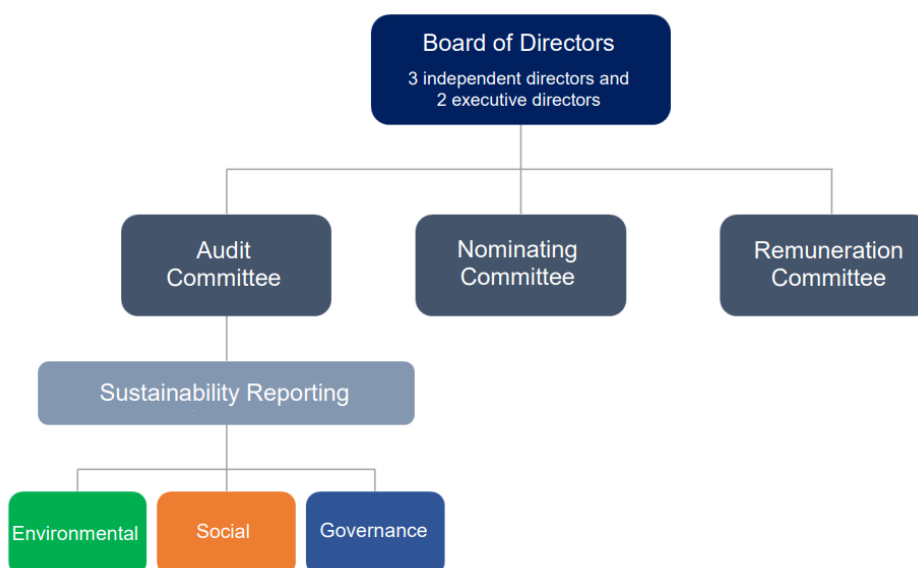 Board of Directors
3 independent directors and
2 executive directors
Audit
Committee
Nominating
Committee
Remuneration
Committee
Sustainability Reporting
Environmental
Social
Governance